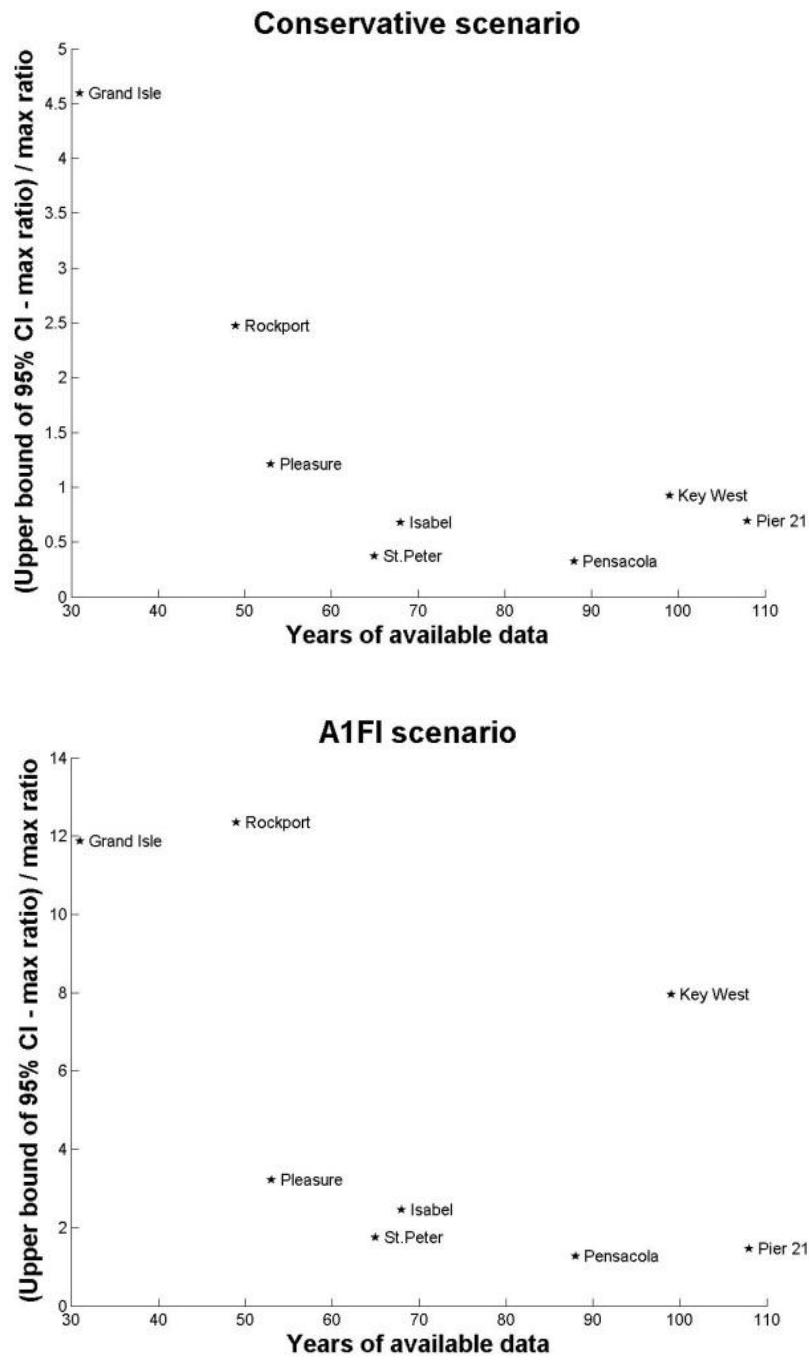 Conservative scenario
(Upper bound of 95% CI - max ratio) / max ratio
5
4.5
4
3.5
3
2.5
2
1.5
1
0.5
0
Grand Isle
Rockport
Pleasure
Isabel
St.Peter
Key West
Pier 21
Pensacola
30 40 50 60 70 80 90 100 110
Years of available data
A1FI scenario
(Upper bound of 95% CI - max ratio) / max ratio
14
12
10
8
6
4
2
0
Rockport
Grand Isle
Key West
Pleasure
Isabel
St.Peter
Pensacola
Pier 21
30 40 50 60 70 80 90 100 110
Years of available data